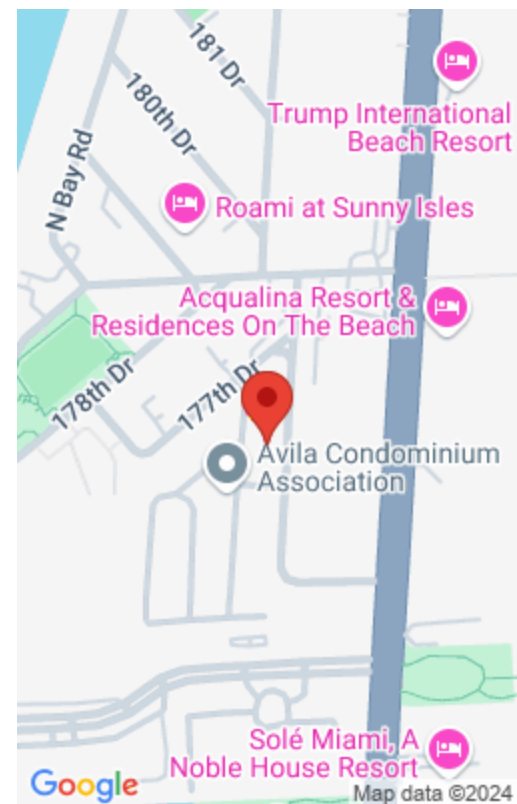 181 Dr
180th Dr
Trump International
Beach Resort
N Bay Rd
Roami at Sunny Isles
Acqualina Resort &
Residences On The Beach
178th Dr
177th Dr
Avila Condominium
Association
Solé Miami, A
Noble House Resort
Google
Map data ©2024